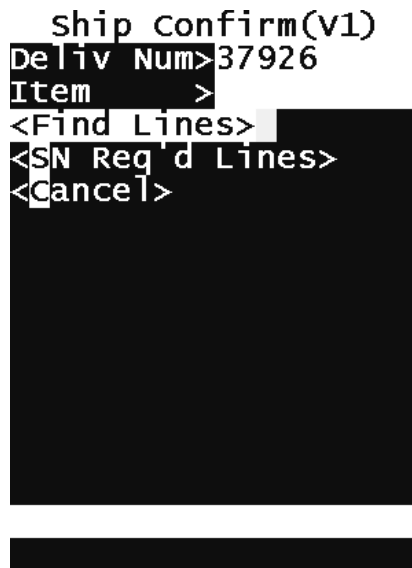 Ship Confirm(V1)
Deliv Num>37926
Item      >
<Find Lines>
<SN Req'd Lines>
<Cancel>